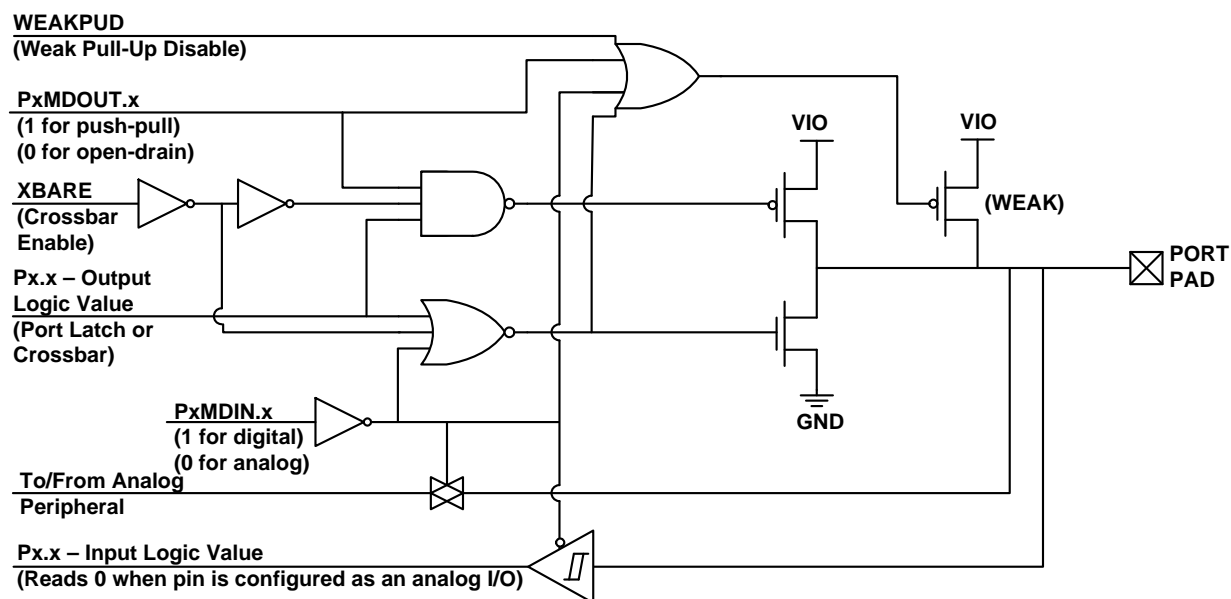 WEAKPUD
(Weak Pull-Up Disable)
PxMDOUT.x
(1 for push-pull)
(0 for open-drain)
XBARE
(Crossbar
Enable)
Px.x – Output
Logic Value
(Port Latch or
Crossbar)
PxMDIN.x
(1 for digital)
(0 for analog)
To/From Analog
Peripheral
Px.x – Input Logic Value
(Reads 0 when pin is configured as an analog I/O)
VIO
VIO
(WEAK)
GND
PORT
PAD